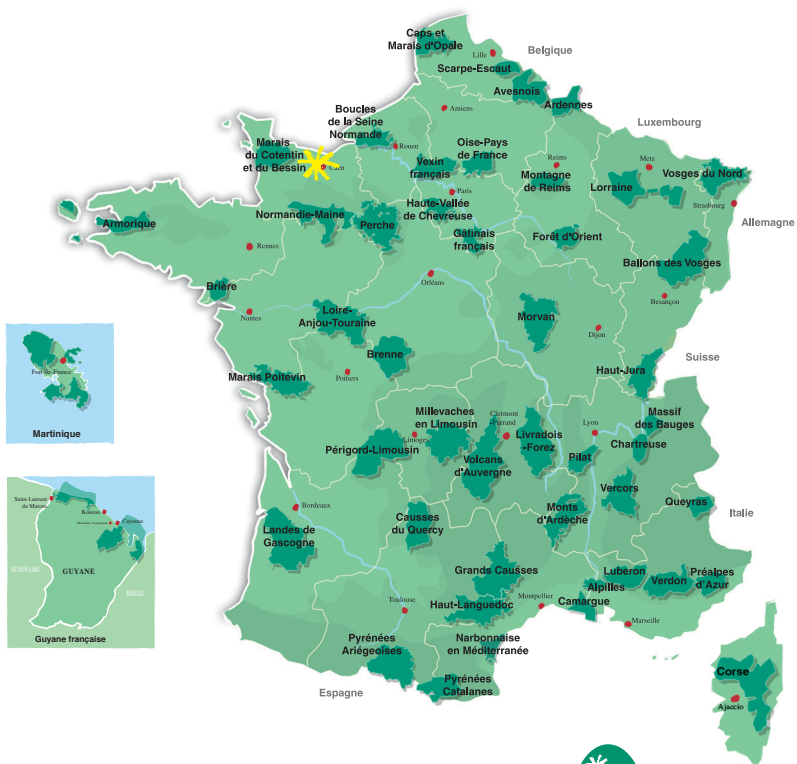 Caps et
Marais d'Opale
Lille
Belgique
Scarpe-Escaut
Avesnois
Ardennes
Amiens
Luxembourg
Boucles
de la Seine
Normande
Rouen
Marais
du Cotentin
et du Bessin
Caen
Oise-Pays
de France
Vexin
français
Reims
Montagne
de Reims
Metz
Vosges du Nord
Lorraine
Strasbourg
Allemagne
Paris
Haute-Vallée
de Chevreuse
Normandie-Maine
Perche
Gâtinais
français
Forêt d'Orient
Armorique
Rennes
Ballons des Vosges
Orléans
Brière
Nantes
Besançon
Loire-
Anjou-Touraine
Morvan
Dijon
Brenne
Suisse
Haut-Jura
Marais Poitevin
Poitiers
Fort-de-France
Martinique
Massif
des Bauges
Chartreuse
Millevaches
en Limousin
Clermont
-Ferrand
Limoges
Livradois
-Forez
Lyon
Périgord-Limousin
Volcans
d'Auvergne
Pilat
Vercors
Queyras
Italie
Bordeaux
Landes de
Gascogne
Causses
du Quercy
Monts
d'Ardèche
Saint-Laurent
du Maroni
Kourou
Cayenne
SURINAME
GUYANE
BRÉSIL
Guyane française
Grands Causses
Luberon
Verdon
Préalpes
d'Azur
Alpilles
Camargue
Toulouse
Haut-Languedoc
Montpellier
Marseille
Pyrénées
Ariégeoises
Narbonnaise
en Méditerranée
Pyrénées
Catalanes
Espagne
Corse
Ajaccio